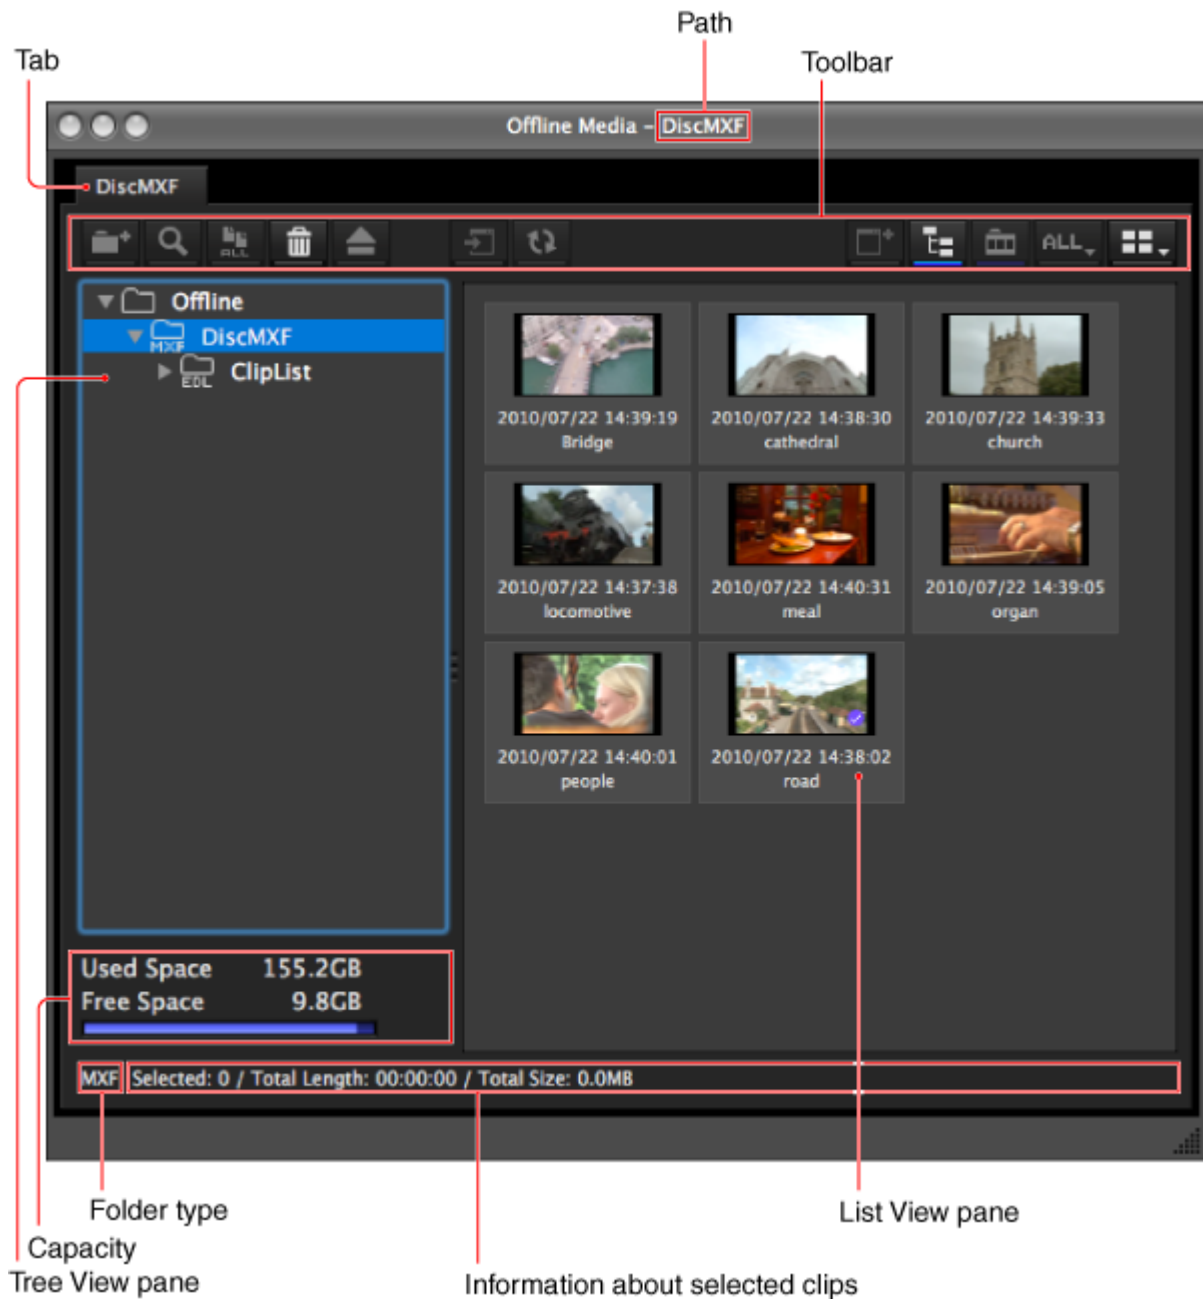 Path
Tab
Toolbar
Offline Media – DiscMXF
DiscMXF
ALL
ALL
Offline
MXF DiscMXF
EDL ClipList
2010/07/22 14:39:19
Bridge
2010/07/22 14:38:30
cathedral
2010/07/22 14:39:33
church
2010/07/22 14:37:38
locomotive
2010/07/22 14:40:31
meal
2010/07/22 14:39:05
organ
2010/07/22 14:40:01
people
2010/07/22 14:38:02
road
Used Space 155.2GB
Free Space 9.8GB
MXF Selected: 0 / Total Length: 00:00:00 / Total Size: 0.0MB
Folder type
List View pane
Capacity
Tree View pane
Information about selected clips